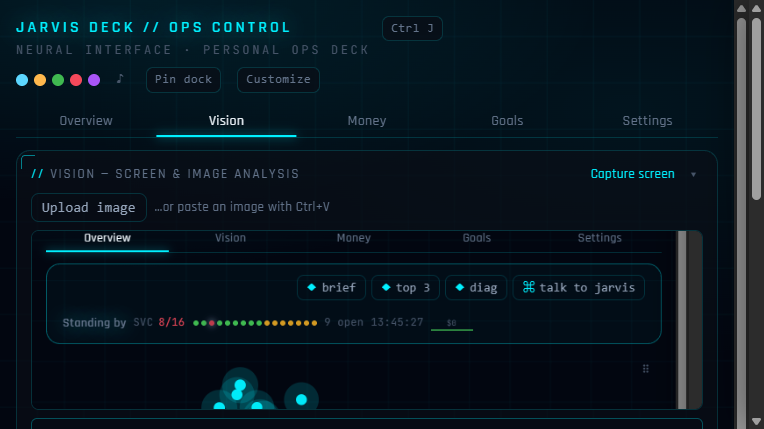 JARVIS DECK // OPS CONTROL
Ctrl J
NEURAL INTERFACE · PERSONAL OPS DECK
♪ Pin dock Customize
Overview Vision Money Goals Settings
// VISION — SCREEN & IMAGE ANALYSIS Capture screen ▾
Upload image …or paste an image with Ctrl+V
Overview Vision Money Goals Settings
◆ brief ◆ top 3 ◆ diag ⌘ talk to jarvis
Standing by SVC 8/16 9 open 13:45:27 $0